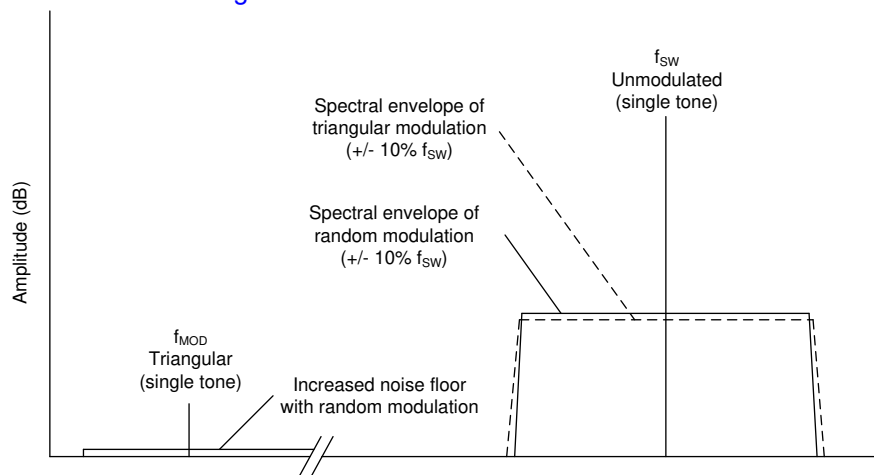 f_SW
Unmodulated
(single tone)
Spectral envelope of
triangular modulation
(+/- 10% f_SW)
Spectral envelope of
random modulation
(+/- 10% f_SW)
Amplitude (dB)
f_MOD
Triangular
(single tone)
Increased noise floor
with random modulation